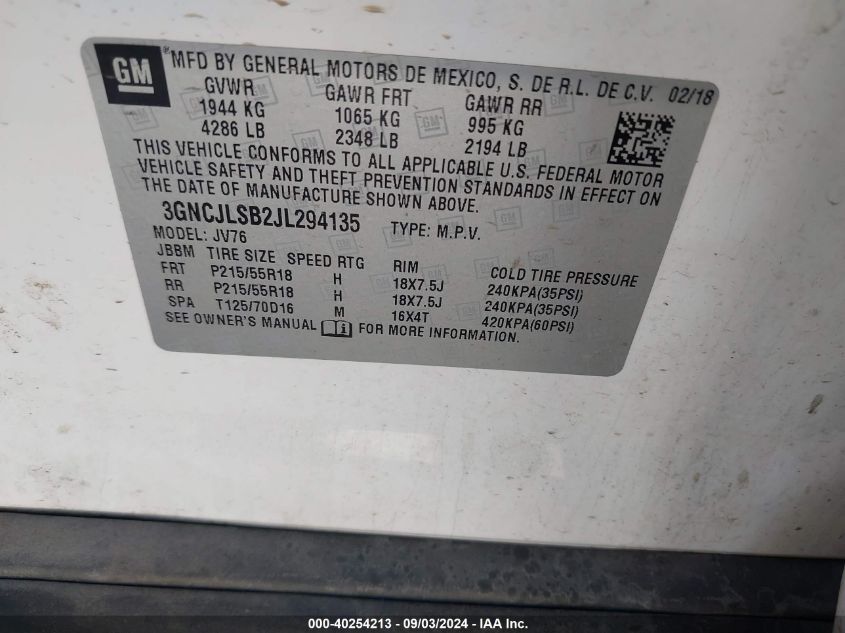 GM ® MFD BY GENERAL MOTORS DE MEXICO, S. DE R.L. DE C.V. 02/18
GVWR GAWR FRT GAWR RR
1944 KG 1065 KG 995 KG
4286 LB 2348 LB 2194 LB
THIS VEHICLE CONFORMS TO ALL APPLICABLE U.S. FEDERAL MOTOR
VEHICLE SAFETY AND THEFT PREVENTION STANDARDS IN EFFECT ON
THE DATE OF MANUFACTURE SHOWN ABOVE.
3GNCJLSB2JL294135 TYPE: M.P.V.
MODEL: JV76
JBBM TIRE SIZE SPEED RTG RIM COLD TIRE PRESSURE
FRT P215/55R18 H 18X7.5J 240KPA(35PSI)
RR P215/55R18 H 18X7.5J 240KPA(35PSI)
SPA T125/70D16 M 16X4T 420KPA(60PSI)
SEE OWNER'S MANUAL FOR MORE INFORMATION.
000-40254213 - 09/03/2024 - IAA Inc.